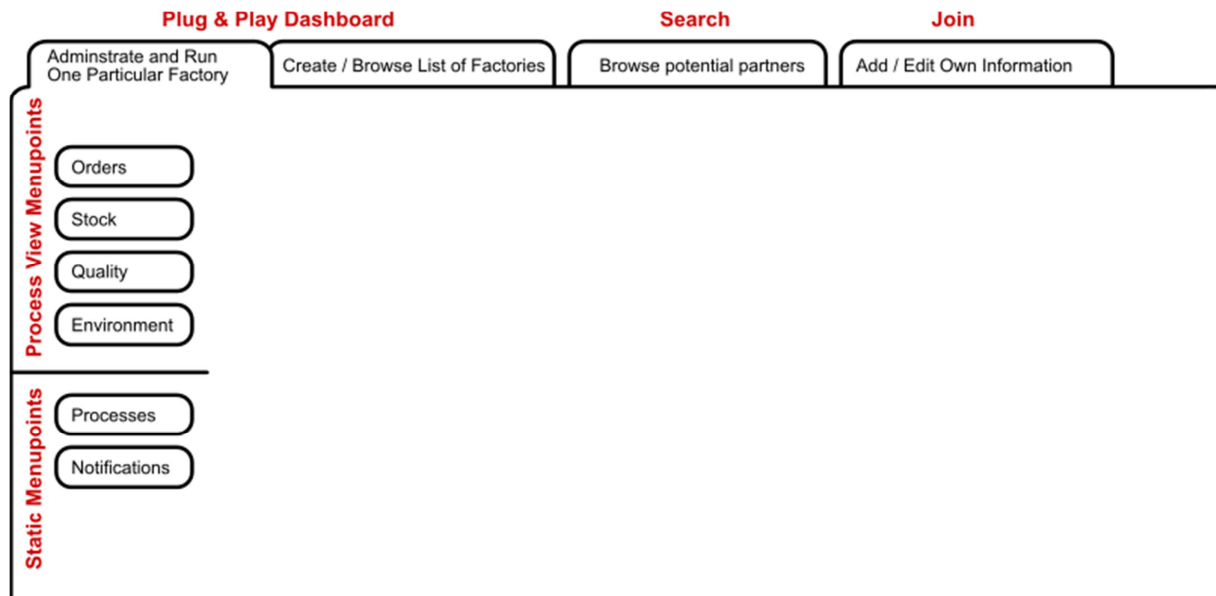 Plug & Play Dashboard
Search
Join
Adminstrate and Run
One Particular Factory
Create / Browse List of Factories
Browse potential partners
Add / Edit Own Information
Process View Menupoints
Orders
Stock
Quality
Environment
Static Menupoints
Processes
Notifications